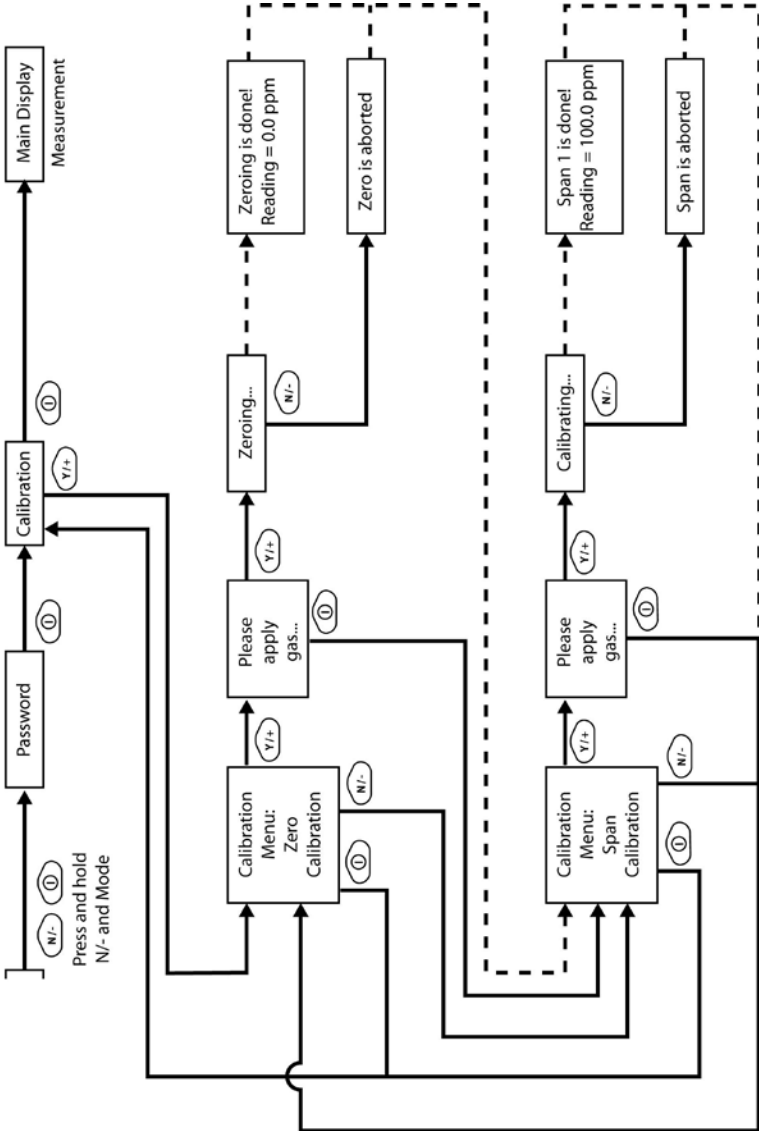 N/-
Press and hold
N/- and Mode
Password
Calibration
Y/+
Main Display
Measurement
Calibration
Menu:
Zero
Calibration
N/-
Y/+
Please
apply
gas...
Y/+
Zeroing...
N/-
Zeroing is done!
Reading = 0.0 ppm
Zero is aborted
Calibration
Menu:
Span
Calibration
N/-
Y/+
Please
apply
gas...
Y/+
Calibrating...
N/-
Span 1 is done!
Reading = 100.0 ppm
Span is aborted